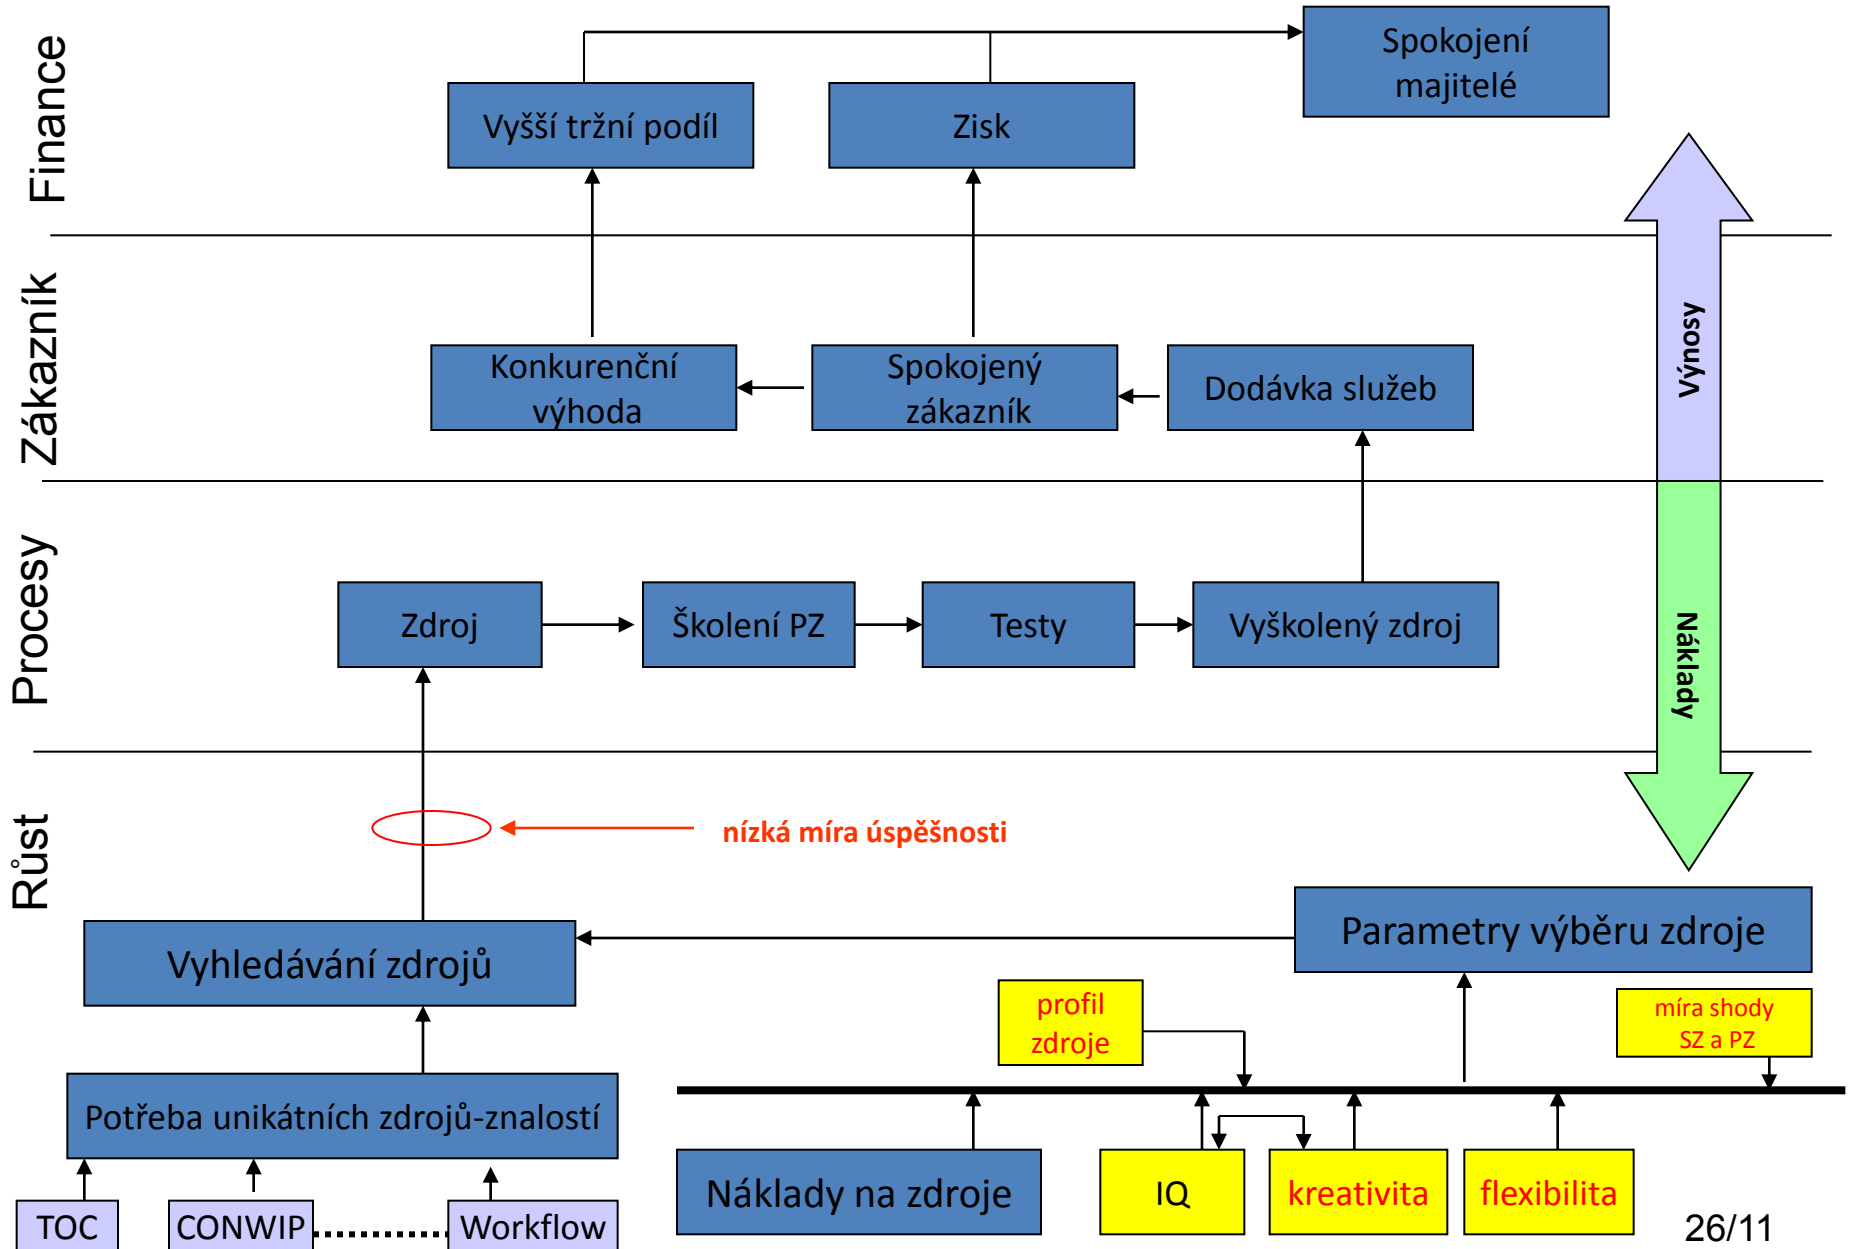 Finance
Spokojení
majitelé
Vyšší tržní podíl
Zisk
Zákazník
Výnosy
Konkurenční
výhoda
Spokojený
zákazník
Dodávka služeb
Procesy
Zdroj
Školení PZ
Testy
Vyškolený zdroj
Náklady
Růst
nízká míra úspěšnosti
Vyhledávání zdrojů
Parametry výběru zdroje
profil
zdroje
míra shody
SZ a PZ
Potřeba unikátních zdrojů-znalostí
Náklady na zdroje
IQ
kreativita
flexibilita
TOC
CONWIP
Workflow
26/11